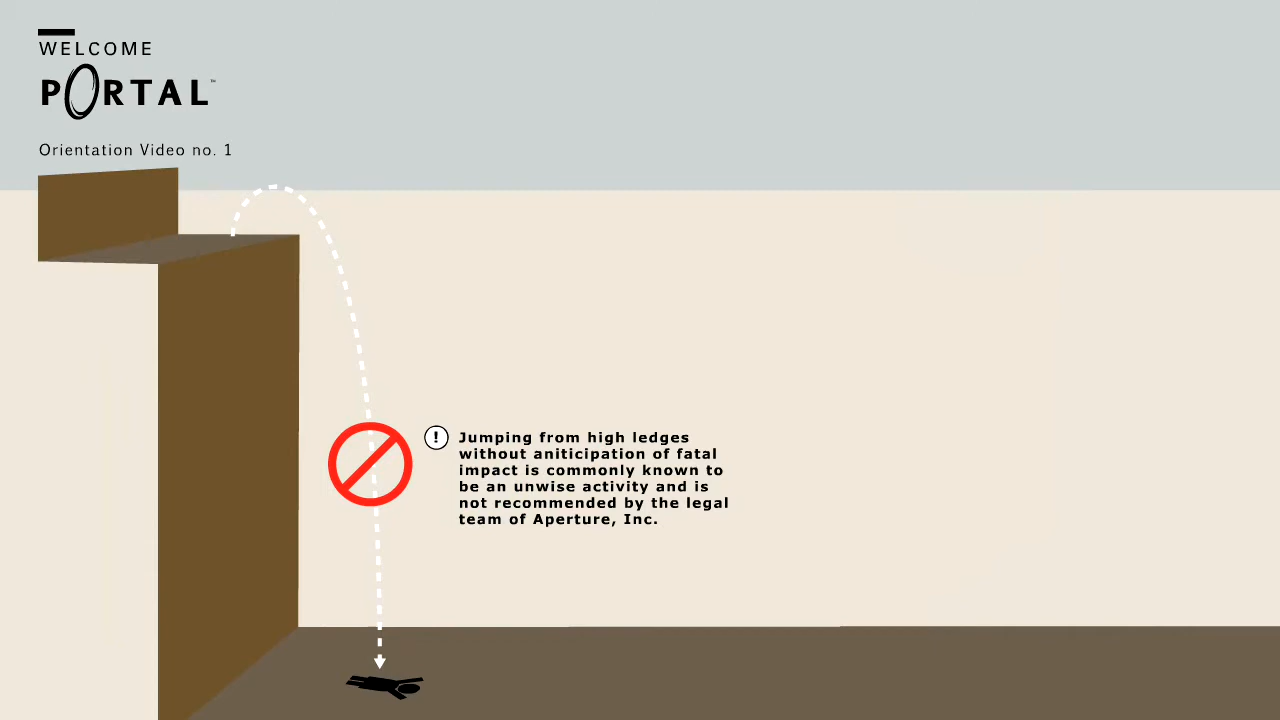 WELCOME
PORTAL™
Orientation Video no. 1
! Jumping from high ledges
without aniticipation of fatal
impact is commonly known to
be an unwise activity and is
not recommended by the legal
team of Aperture, Inc.